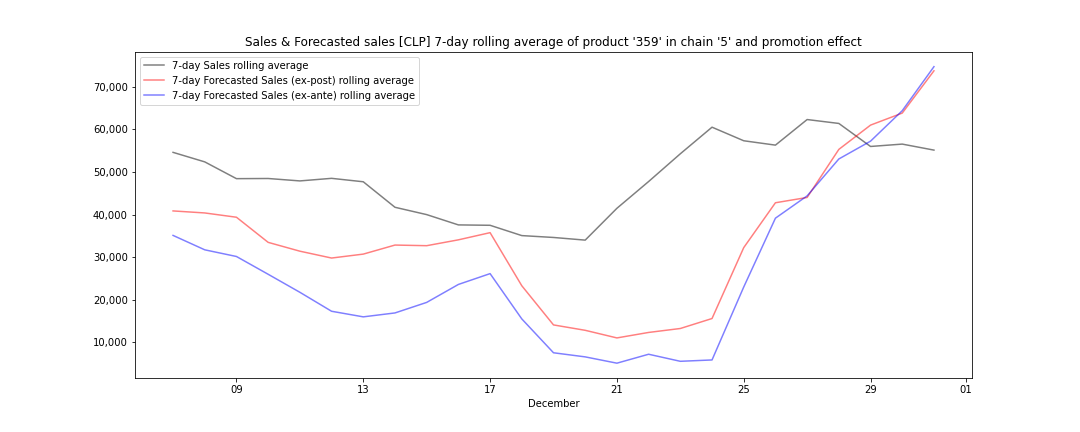 Sales & Forecasted sales [CLP] 7-day rolling average of product '359' in chain '5' and promotion effect
7-day Sales rolling average
7-day Forecasted Sales (ex-post) rolling average
7-day Forecasted Sales (ex-ante) rolling average
70,000
60,000
50,000
40,000
30,000
20,000
10,000
09 13 17 21 25 29 01
December